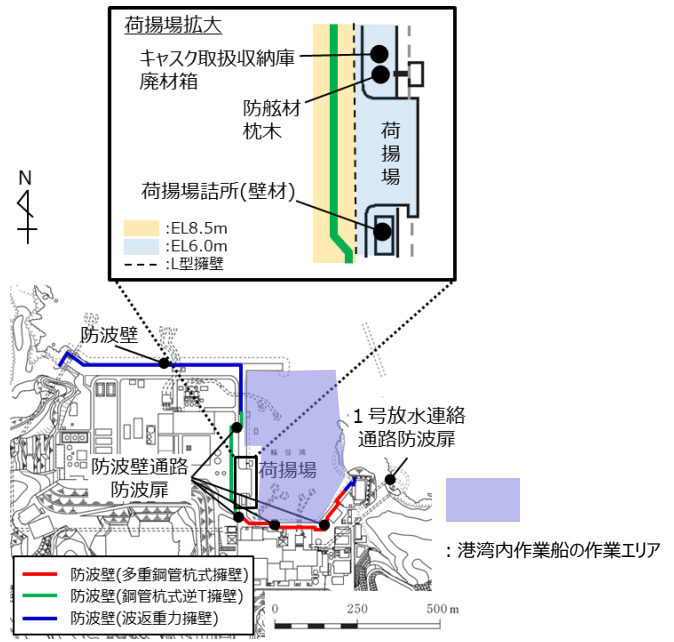 荷揚場拡大
キャスク取扱収納庫
廃材箱
防舷材
枕木
荷揚場
荷揚場詰所(壁材)
:EL8.5m
:EL6.0m
:L型擁壁
N
防波壁
1号放水連絡
通路防波扉
輪谷湾
防波壁通路
防波扉
荷揚場
:港湾内作業船の作業エリア
防波壁(多重鋼管杭式擁壁)
防波壁(鋼管杭式逆T擁壁)
防波壁(波返重力擁壁)
0 250 500 m